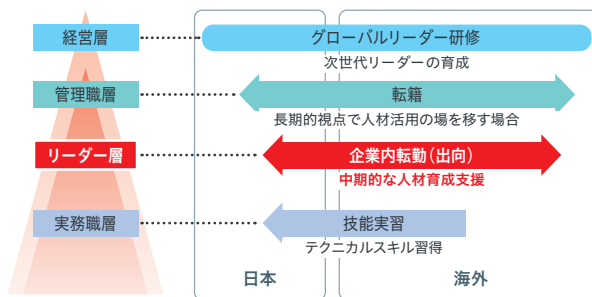 経営層
グローバルリーダー研修
次世代リーダーの育成
管理職層
転籍
長期的視点で人材活用の場を移す場合
リーダー層
企業内転勤（出向）
中期的な人材育成支援
実務職層
技能実習
テクニカルスキル習得
日本
海外